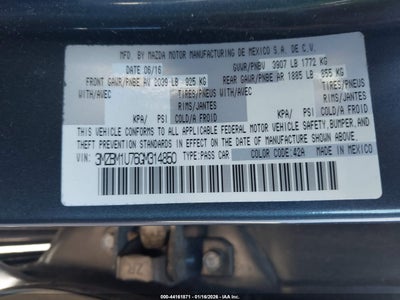 MFD. BY MAZDA MOTOR MANUFACTURING DE MEXICO S.A. DE C.V.
DATE 06/16 GVWR/PNBV 3907 LB 1772 KG
FRONT GAWR/PNBE AV 2039 LB 925 KG REAR GAWR/PNBE AR 1885 LB 855 KG
WITH/AVEC TIRES/PNEUS WITH/AVEC TIRES/PNEUS
RIMS/JANTES RIMS/JANTES
KPA/ PSI COLD/A FROID KPA/ PSI COLD/A FROID
THIS VEHICLE CONFORMS TO ALL APPLICABLE FEDERAL MOTOR VEHICLE SAFETY, BUMPER, AND
THEFT PREVENTION STANDARDS IN EFFECT ON THE DATE OF MANUFACTURE
SHOWN ABOVE.
VIN: 3MZBM1U76GM314850 TYPE:PASS CAR COLOR CODE:42A MADE IN MEXICO
000-44161871 - 01/16/2026 - IAAI.com